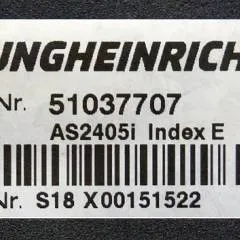 UNGHEINRICH
Nr. 51037707
AS2405i Index E
Nr. S18 X00151522